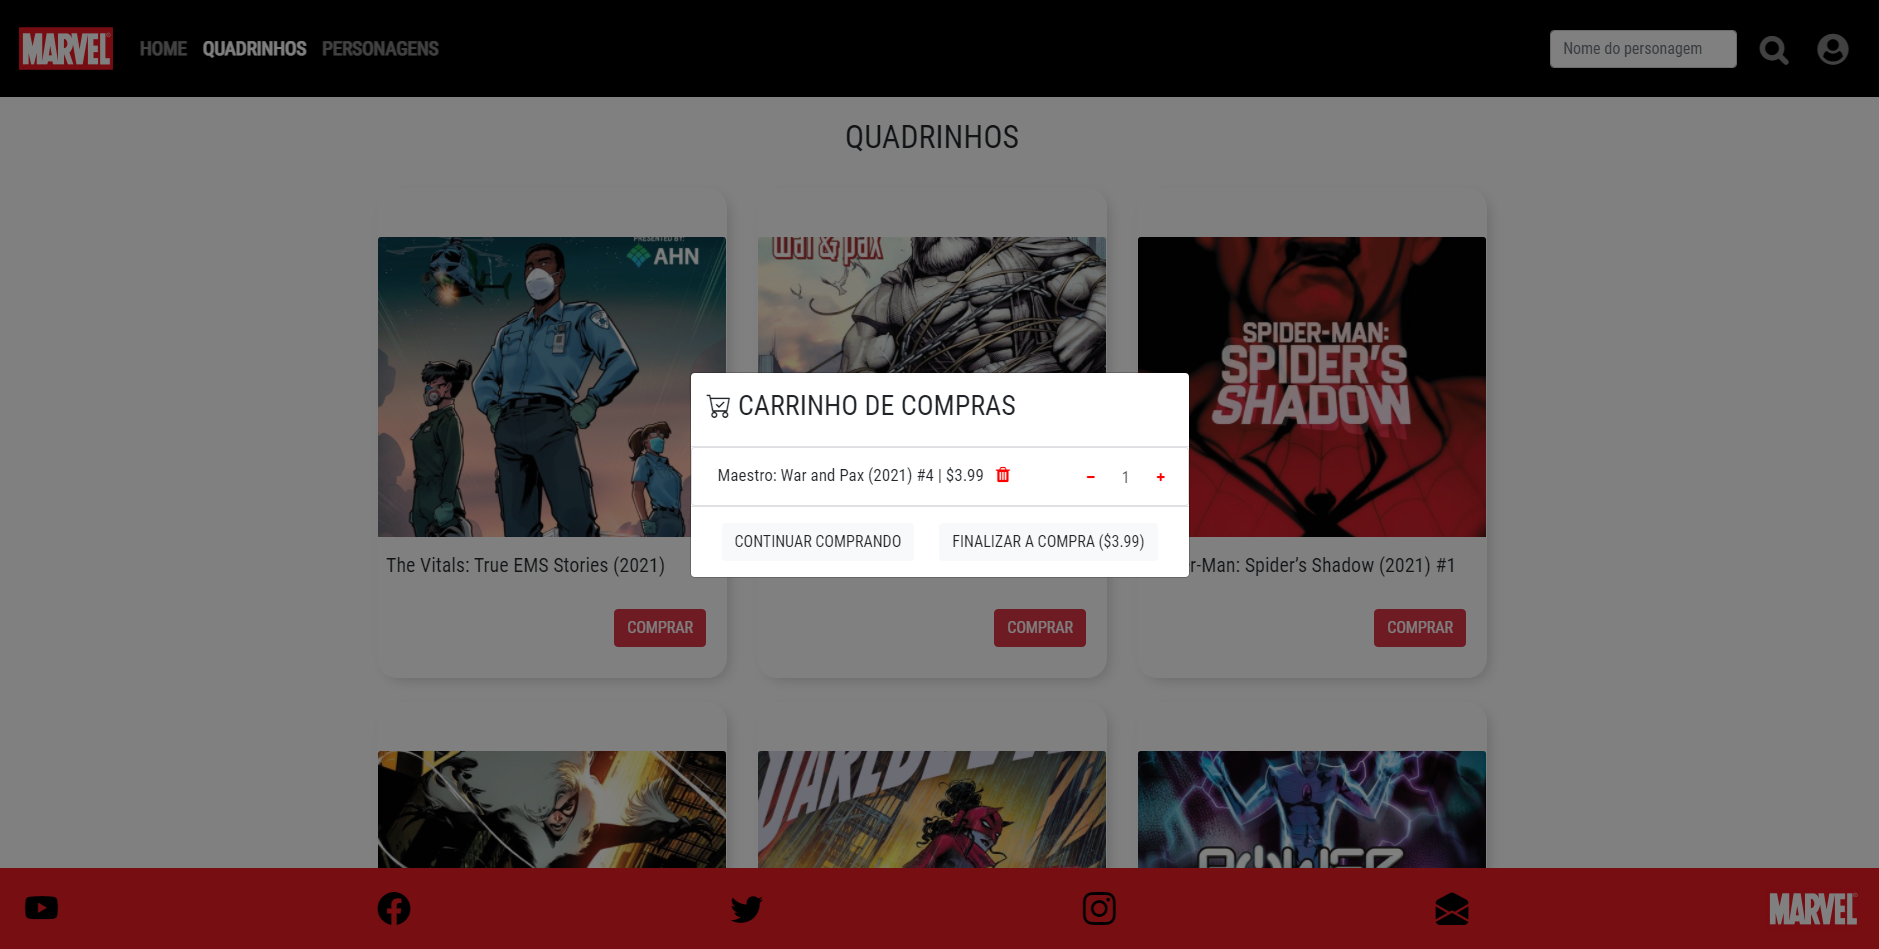 MARVEL HOME QUADRINHOS PERSONAGENS Nome do personagem
QUADRINHOS
PRESENTED BY:
AHN
War & Pax
SPIDER-MAN:
SPIDER'S
SHADOW
CARRINHO DE COMPRAS
Maestro: War and Pax (2021) #4 | $3.99 - 1 +
CONTINUAR COMPRANDO FINALIZAR A COMPRA ($3.99)
The Vitals: True EMS Stories (2021)
r-Man: Spider’s Shadow (2021) #1
COMPRAR COMPRAR COMPRAR
MARVEL